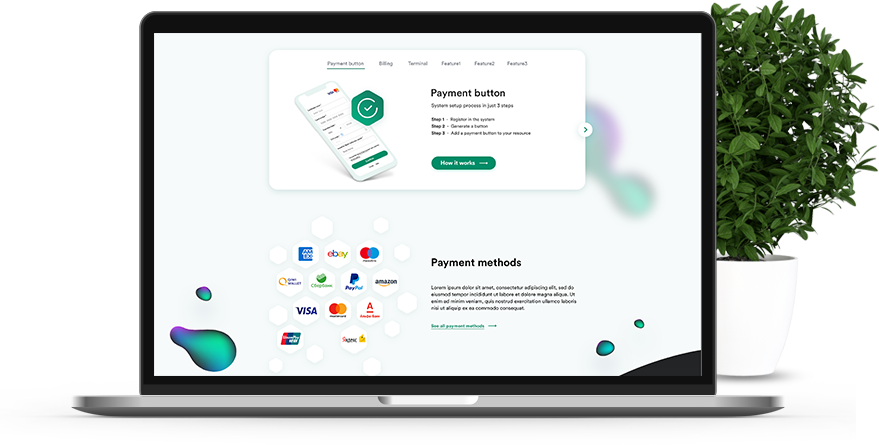 Payment button
Billing
Terminal
Feature1
Feature2
Feature3
VISA
Payment button
System setup process in just 3 steps
Step 1 - Register in the system
Step 2 - Generate a button
Step 3 - Add a payment button to your resource
How it works
Payment methods
Lorem ipsum dolor sit amet, consectetur adipiscing elit, sed do
eiusmod tempor incididunt ut labore et dolore magna aliqua. Ut
enim ad minim veniam, quis nostrud exercitation ullamco laboris
nisi ut aliquip ex ea commodo consequat.
See all payment methods
ebay
maestro
QIWI
WALLET
Сбербанк
PayPal
amazon
VISA
mastercard
Альфа·Банк
UnionPay